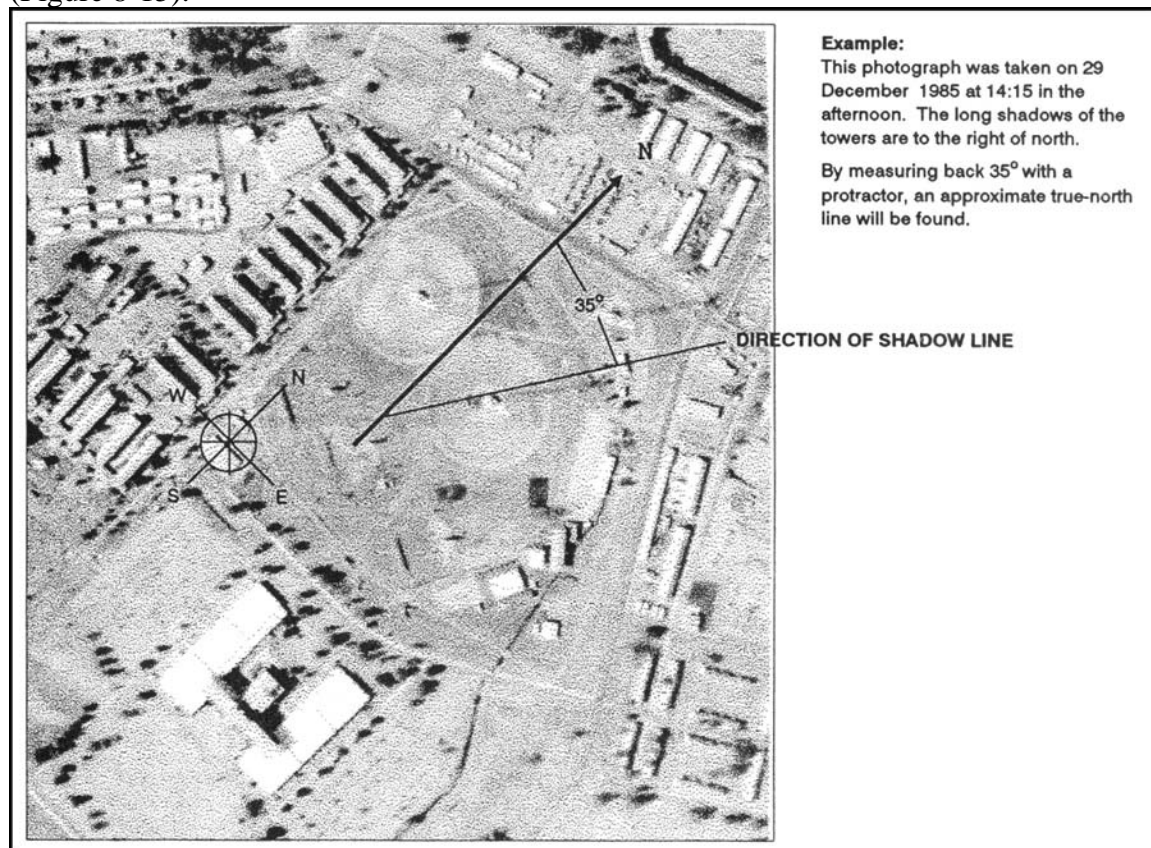 (Figure 8-13).
Example:
This photograph was taken on 29
December 1985 at 14:15 in the
afternoon. The long shadows of the
towers are to the right of north.
By measuring back 35° with a
protractor, an approximate true-north
line will be found.
N
35°
DIRECTION OF SHADOW LINE
W
N
S
E